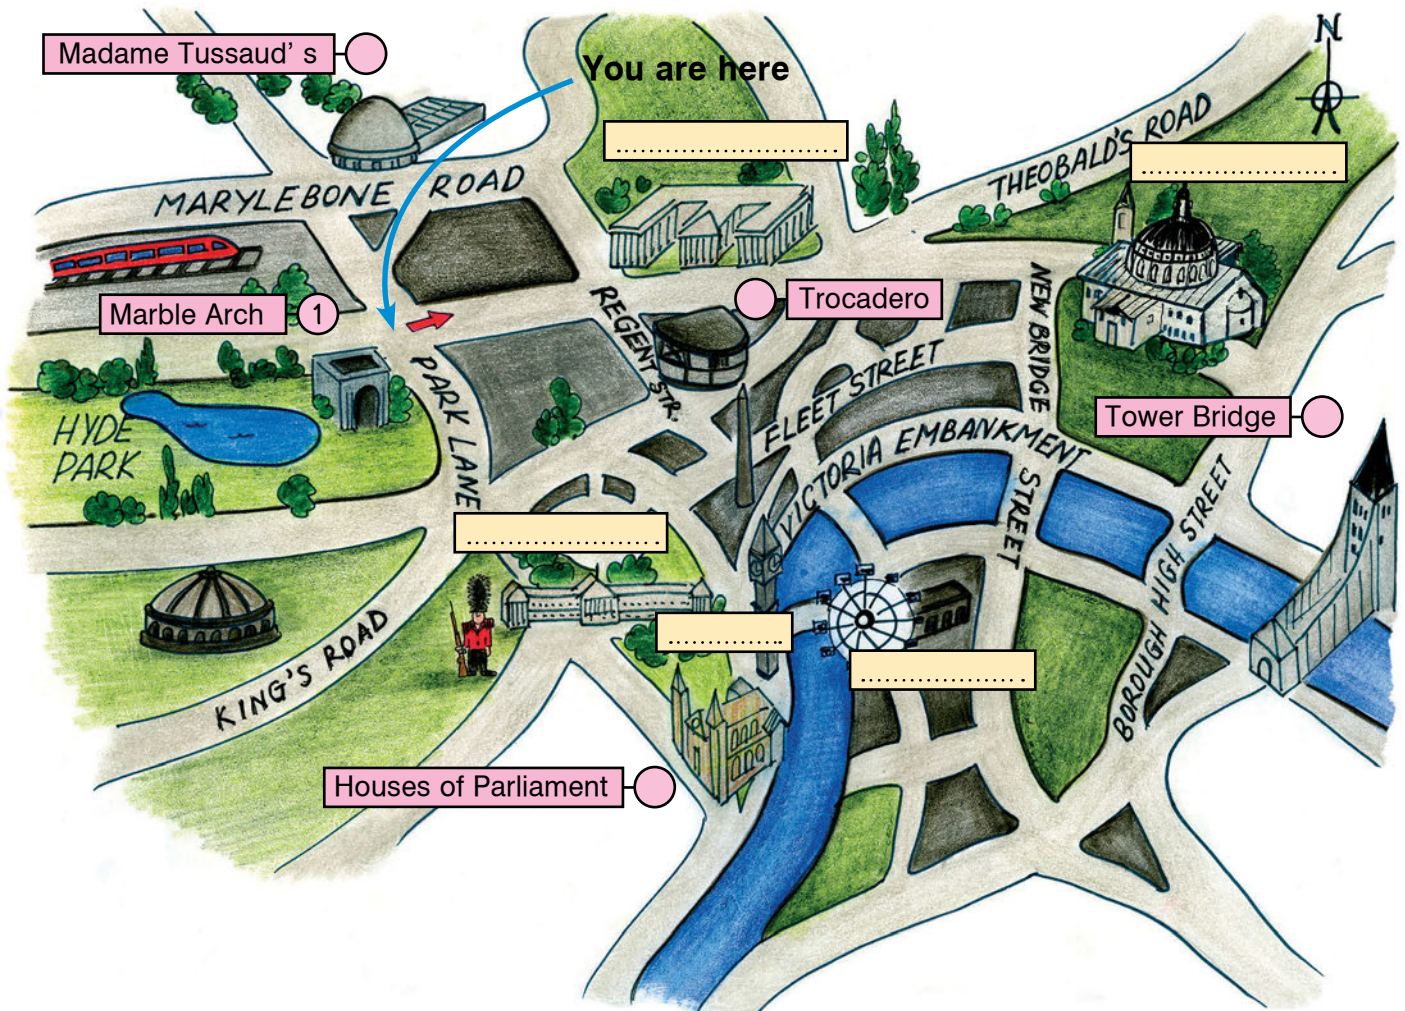 N
Madame Tussaud' s
You are here
..........................
THEOBALD'S ROAD
..........................
MARYLEBONE ROAD
Marble Arch 1
Trocadero
REGENT STR.
NEW BRIDGE STREET
PARK LANE
FLEET STREET
HYDE
PARK
Tower Bridge
VICTORIA EMBANKMENT
BOROUGH HIGH STREET
.......................
KING'S ROAD
..............
..................
Houses of Parliament